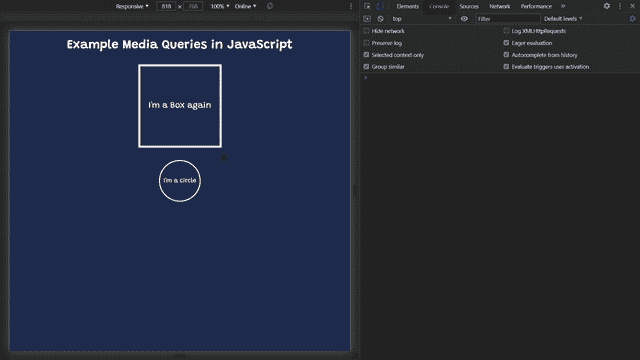 Responsive 818 × 768 100% Online
Example Media Queries in JavaScript
I'm a Box again
I'm a circle
Elements Console Sources Network Performance »
top Filter Default levels
Hide network Log XMLHttpRequests
Preserve log Eager evaluation
Selected context only Autocomplete from history
Group similar Evaluate triggers user activation